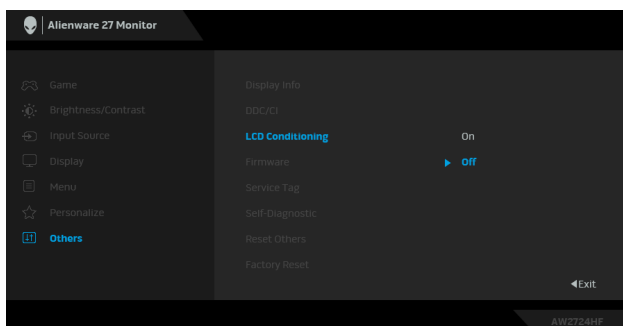 Alienware 27 Monitor
Game
Brightness/Contrast
Input Source
Display
Menu
Personalize
Others
Display Info
DDC/CI
LCD Conditioning On
Firmware Off
Service Tag
Self-Diagnostic
Reset Others
Factory Reset
Exit
AW2724HF